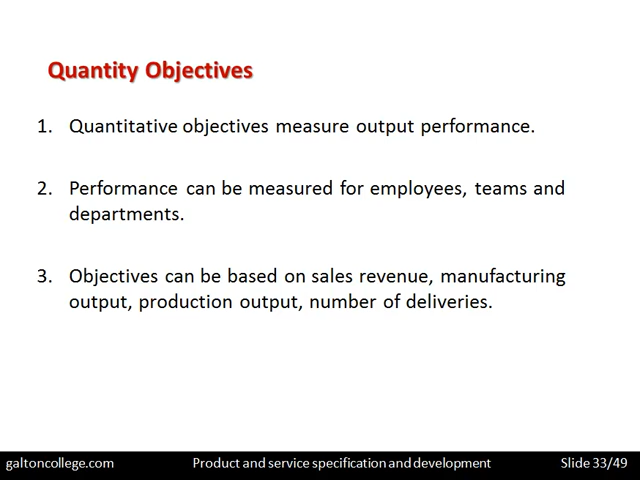 Quantity Objectives
1. Quantitative objectives measure output performance.
2. Performance can be measured for employees, teams and
departments.
3. Objectives can be based on sales revenue, manufacturing
output, production output, number of deliveries.
galtoncollege.com Product and service specification and development Slide 33/49